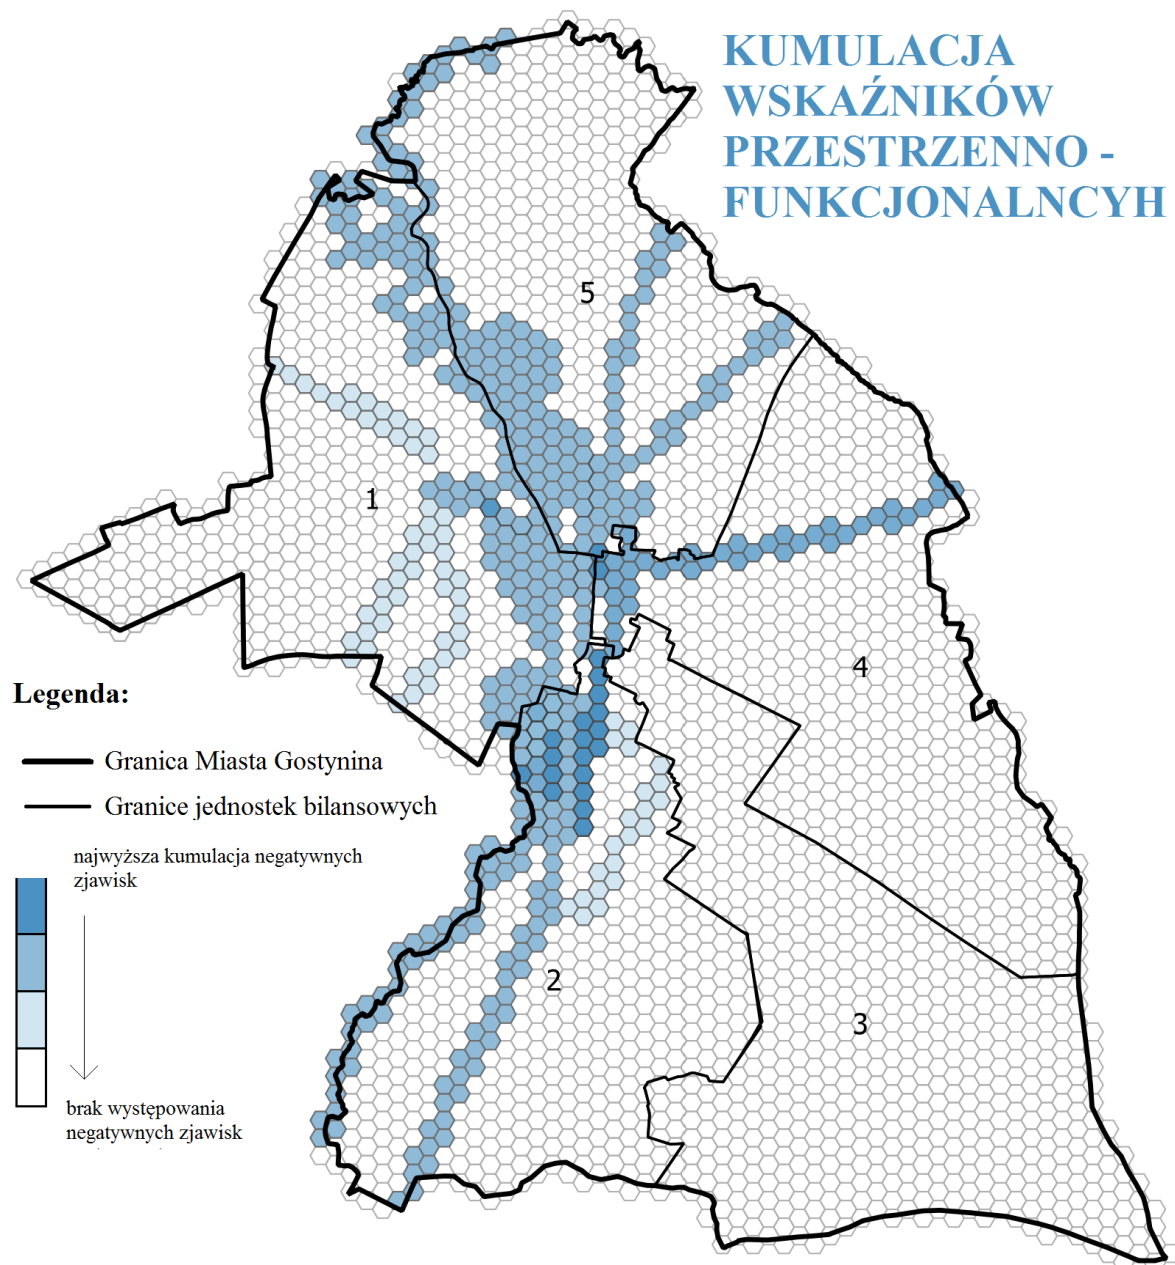 KUMULACJA
WSKAŹNIKÓW
PRZESTRZENNO -
FUNKCJONALNCYH
5
1
4
Legenda:
Granica Miasta Gostynina
Granice jednostek bilansowych
najwyższa kumulacja negatywnych
zjawisk
2
3
brak występowania
negatywnych zjawisk